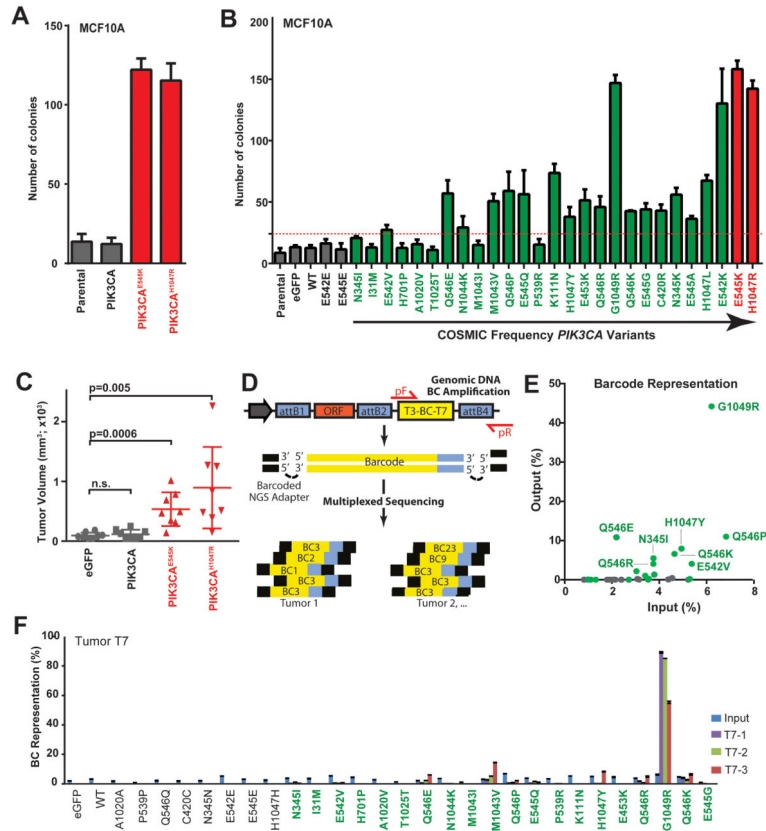 A
MCF10A
Number of colonies
150
100
50
0
Parental
PIK3CA
PIK3CA^E545K
PIK3CA^H1047R
B
MCF10A
Number of colonies
200
150
100
50
0
Parental
eGFP
WT
E542E
E545E
N345I
I31M
E542V
H701P
A1020V
T1025T
Q546E
N1044K
M1043I
M1043V
Q546P
E545Q
P539R
K111N
H1047Y
E453K
Q546R
G1049R
Q546K
E545G
C420R
N345K
E545A
H1047L
E542K
E545K
H1047R
COSMIC Frequency PIK3CA Variants
C
Tumor Volume (mm³; x10³)
2
1
0
p=0.005
p=0.0006
n.s.
eGFP
PIK3CA
PIK3CA^E545K
PIK3CA^H1047R
D
Genomic DNA
BC Amplification
pF
attB1
ORF
attB2
T3-BC-T7
attB4
pR
3' 5'
Barcode
3' 5'
5' 3'
5' 3'
Barcoded
NGS Adapter
Multiplexed Sequencing
BC3
BC2
BC1
BC3
BC3
Tumor 1
BC23
BC9
BC3
BC3
BC3
Tumor 2, ...
E
Barcode Representation
Output (%)
50
40
30
20
10
0
G1049R
Q546E
N345I
H1047Y
Q546P
Q546K
Q546R
E542V
0 2 4 6 8
Input (%)
F
Tumor T7
BC Representation (%)
100
80
60
40
20
0
Input
T7-1
T7-2
T7-3
eGFP
WT
A1020A
P539P
Q546Q
C420C
N345N
E542E
E545E
H1047H
N345I
I31M
E542V
H701P
A1020V
T1025T
Q546E
N1044K
M1043I
M1043V
Q546P
E545Q
P539R
K111N
H1047Y
E453K
Q546R
G1049R
Q546K
E545G